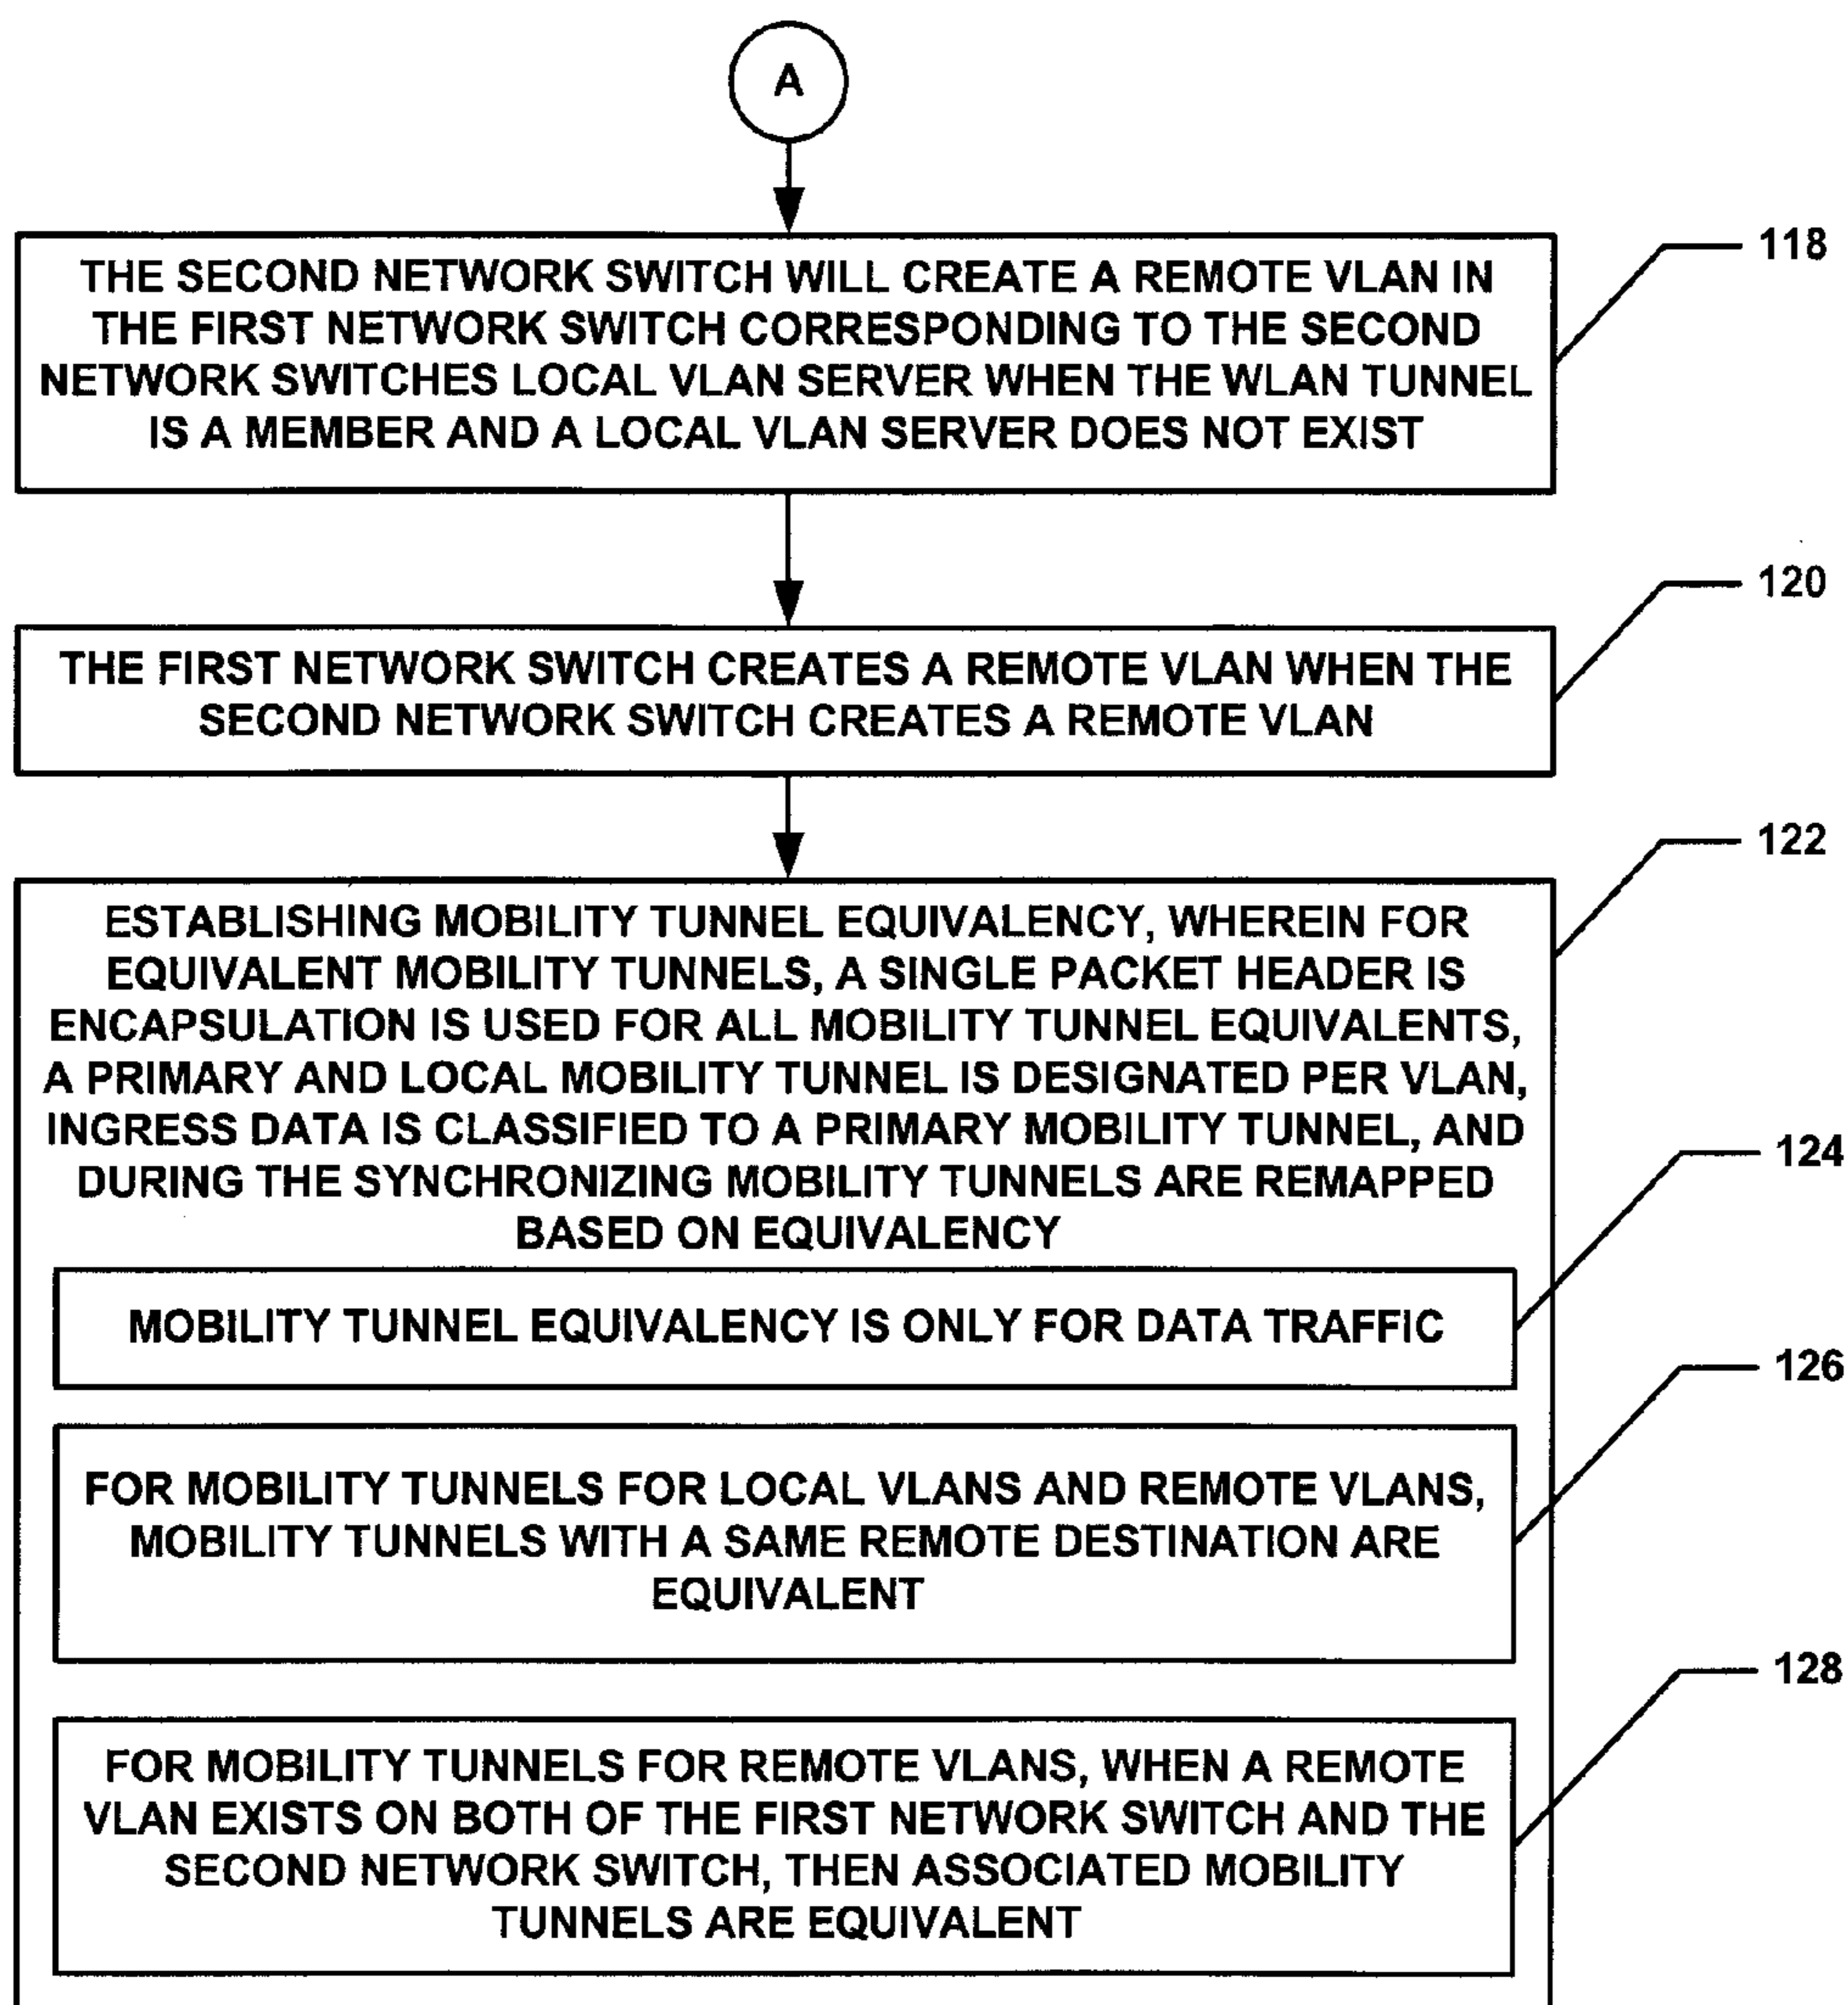 A
THE SECOND NETWORK SWITCH WILL CREATE A REMOTE VLAN IN
THE FIRST NETWORK SWITCH CORRESPONDING TO THE SECOND
NETWORK SWITCHES LOCAL VLAN SERVER WHEN THE WLAN TUNNEL
IS A MEMBER AND A LOCAL VLAN SERVER DOES NOT EXIST
118
THE FIRST NETWORK SWITCH CREATES A REMOTE VLAN WHEN THE
SECOND NETWORK SWITCH CREATES A REMOTE VLAN
120
ESTABLISHING MOBILITY TUNNEL EQUIVALENCY, WHEREIN FOR
EQUIVALENT MOBILITY TUNNELS, A SINGLE PACKET HEADER IS
ENCAPSULATION IS USED FOR ALL MOBILITY TUNNEL EQUIVALENTS,
A PRIMARY AND LOCAL MOBILITY TUNNEL IS DESIGNATED PER VLAN,
INGRESS DATA IS CLASSIFIED TO A PRIMARY MOBILITY TUNNEL, AND
DURING THE SYNCHRONIZING MOBILITY TUNNELS ARE REMAPPED
BASED ON EQUIVALENCY
122
MOBILITY TUNNEL EQUIVALENCY IS ONLY FOR DATA TRAFFIC
124
FOR MOBILITY TUNNELS FOR LOCAL VLANS AND REMOTE VLANS,
MOBILITY TUNNELS WITH A SAME REMOTE DESTINATION ARE
EQUIVALENT
126
FOR MOBILITY TUNNELS FOR REMOTE VLANS, WHEN A REMOTE
VLAN EXISTS ON BOTH OF THE FIRST NETWORK SWITCH AND THE
SECOND NETWORK SWITCH, THEN ASSOCIATED MOBILITY
TUNNELS ARE EQUIVALENT
128